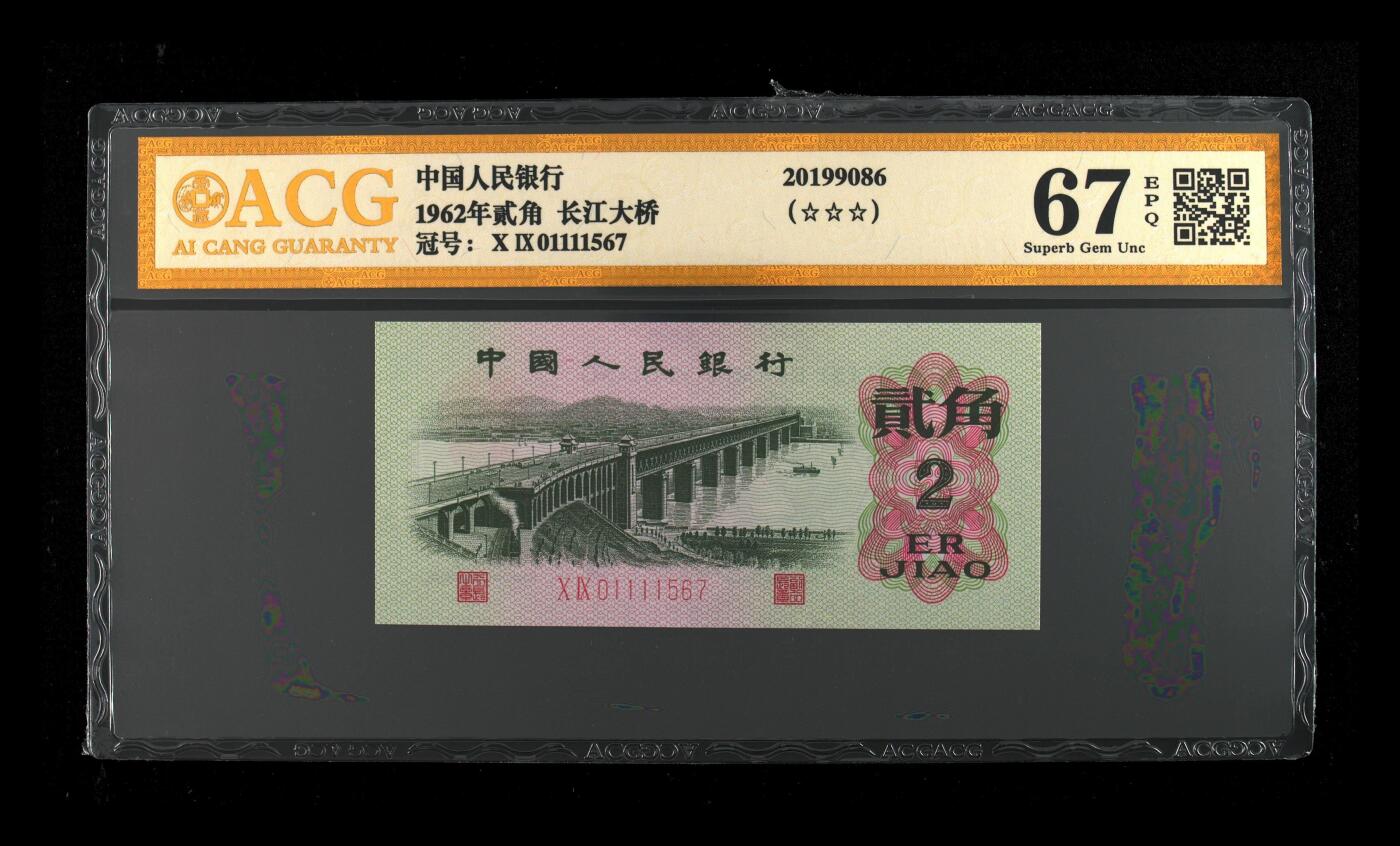 ACG
AI CANG GUARANTY
中国人民银行
1962年贰角 长江大桥
冠号: X IX 01111567
20199086
(☆☆☆)
67
EPQ
Superb Gem Unc
中國人民銀行
貳角
2
ER
JIAO
X IX 01111567